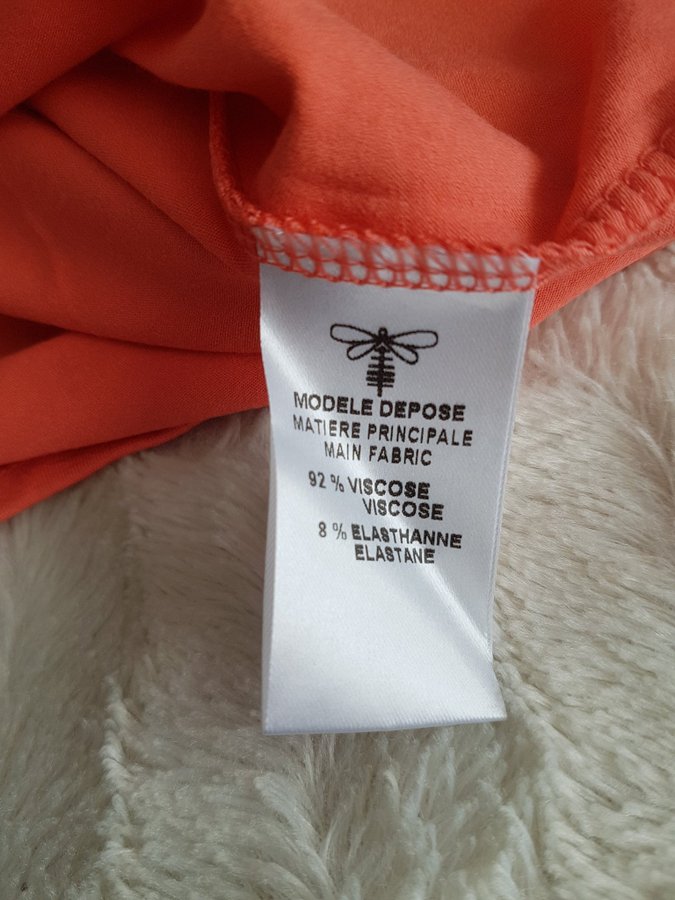 MODELE DEPOSE
MATIERE PRINCIPALE
MAIN FABRIC
92 % VISCOSE
VISCOSE
8 % ELASTHANNE
ELASTANE